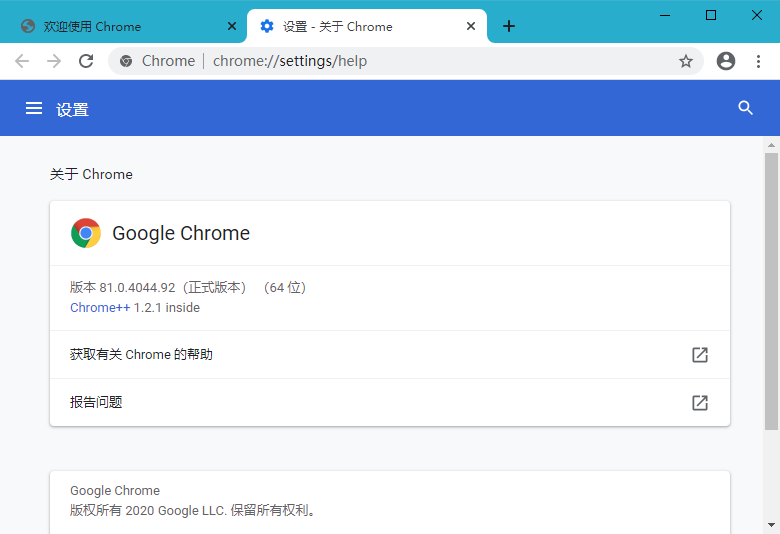 欢迎使用 Chrome
设置 - 关于 Chrome
Chrome | chrome://settings/help
设置
关于 Chrome
Google Chrome
版本 81.0.4044.92（正式版本） （64 位）
Chrome++ 1.2.1 inside
获取有关 Chrome 的帮助
报告问题
Google Chrome
版权所有 2020 Google LLC. 保留所有权利。